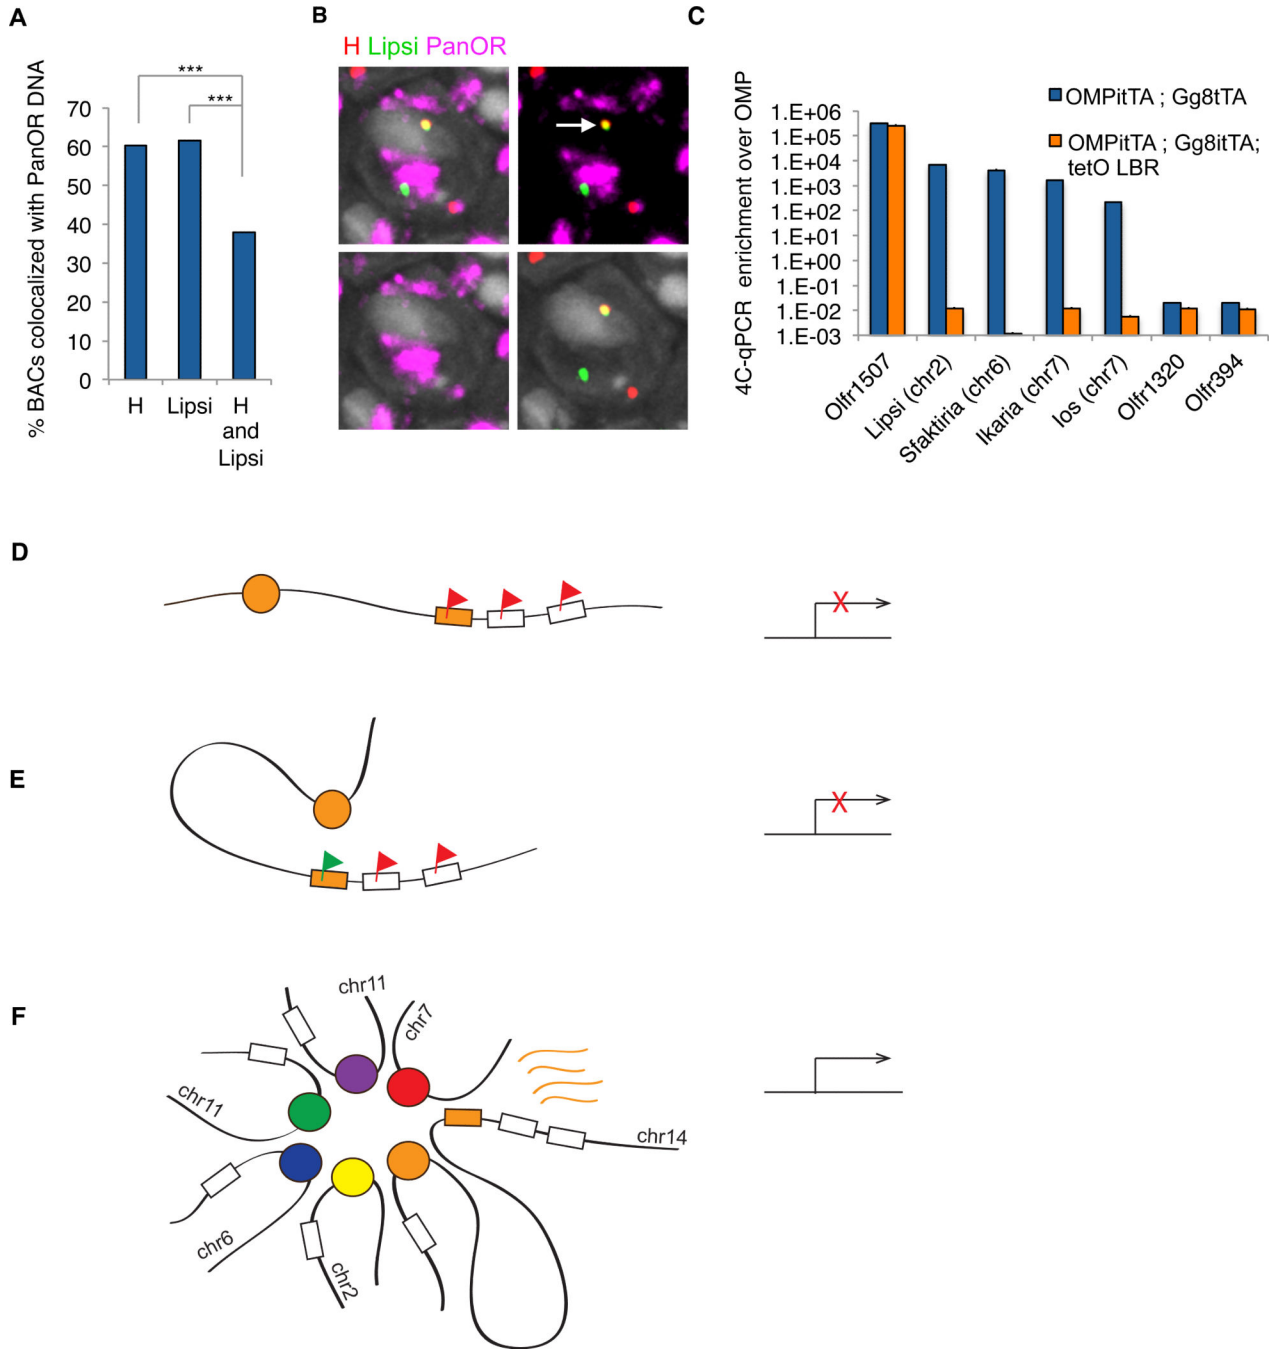 A
% BACs colocalized with PanOR DNA
***
***
70
60
50
40
30
20
10
0
H
Lipsi
H
and
Lipsi
B
H Lipsi PanOR
C
4C-qPCR enrichment over OMP
1.E+06
1.E+05
1.E+04
1.E+03
1.E+02
1.E+01
1.E+00
1.E-01
1.E-02
1.E-03
OMPitTA ; Gg8tTA
OMPitTA ; Gg8itTA;
tetO LBR
Olfr1507
Lipsi (chr2)
Sfaktiria (chr6)
Ikaria (chr7)
Ios (chr7)
Olfr1320
Olfr394
D
X
E
X
F
chr11
chr7
chr11
chr14
chr6
chr2